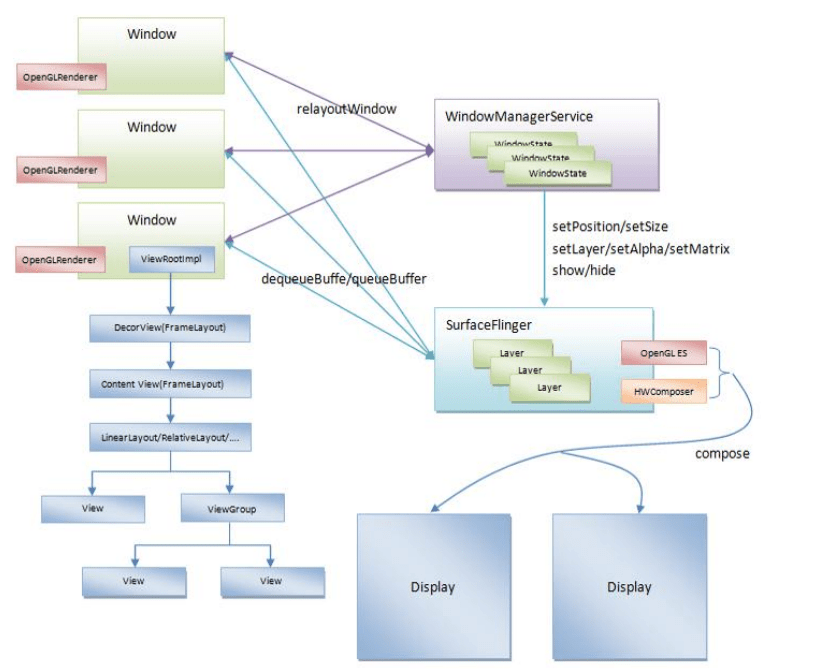 Window
OpenGLRenderer
relayoutWindow
WindowManagerService
Window
WindowState
WindowState
WindowState
OpenGLRenderer
Window
setPosition/setSize
setLayer/setAlpha/setMatrix
show/hide
OpenGLRenderer
ViewRootImpl
dequeueBuffe/queueBuffer
DecorView(FrameLayout)
SurfaceFlinger
Layer
Layer
Layer
OpenGL ES
HWComposer
Content View(FrameLayout)
LinearLayout/RelativeLayout/....
compose
View
ViewGroup
View
View
Display
Display